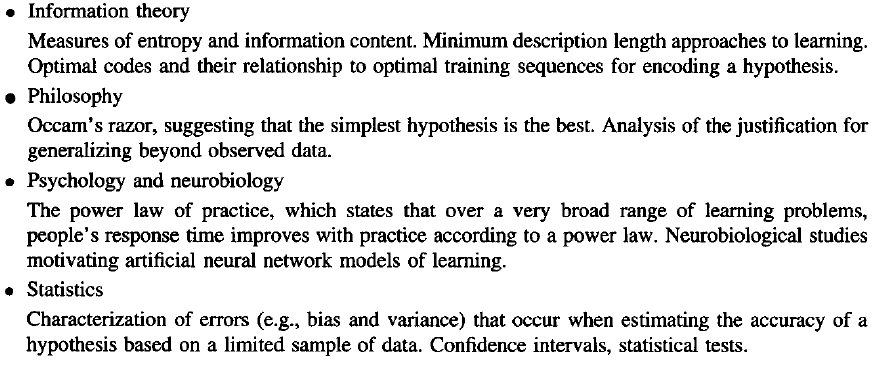 • Information theory
Measures of entropy and information content. Minimum description length approaches to learning.
Optimal codes and their relationship to optimal training sequences for encoding a hypothesis.
• Philosophy
Occam's razor, suggesting that the simplest hypothesis is the best. Analysis of the justification for
generalizing beyond observed data.
• Psychology and neurobiology
The power law of practice, which states that over a very broad range of learning problems,
people's response time improves with practice according to a power law. Neurobiological studies
motivating artificial neural network models of learning.
• Statistics
Characterization of errors (e.g., bias and variance) that occur when estimating the accuracy of a
hypothesis based on a limited sample of data. Confidence intervals, statistical tests.